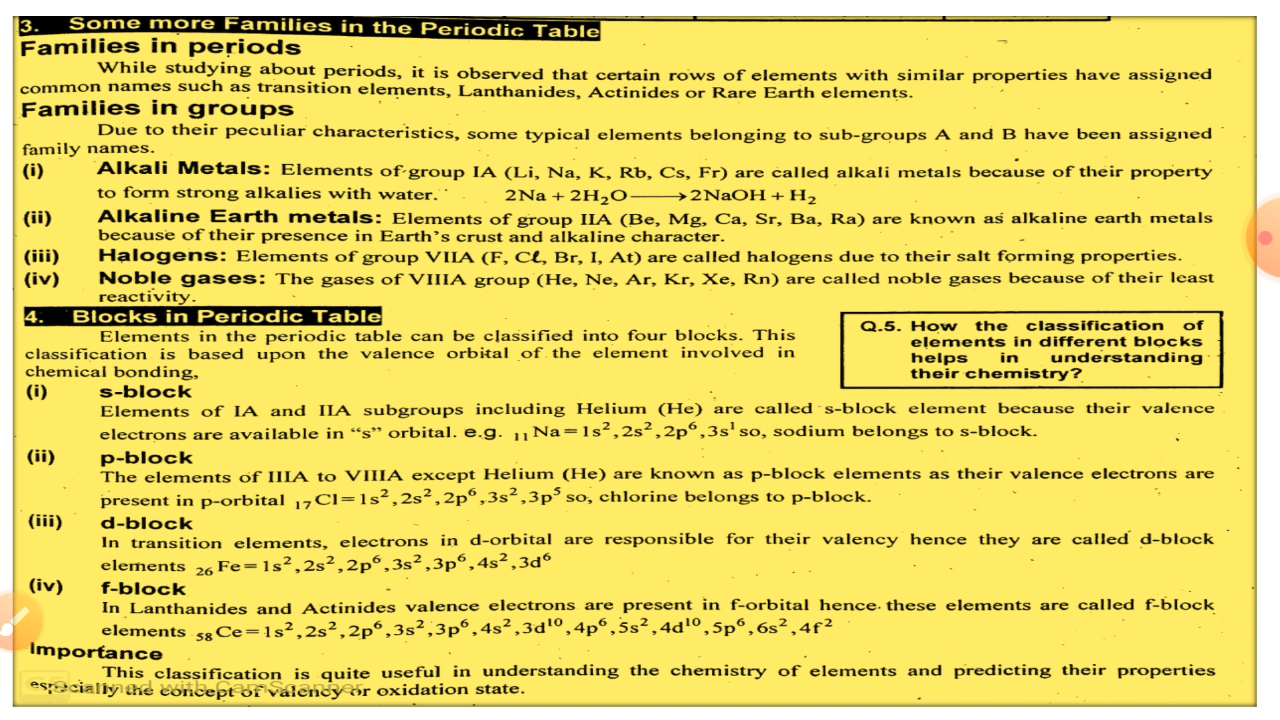 3. Some more Families in the Periodic Table
Families in periods
While studying about periods, it is observed that certain rows of elements with similar properties have assigned
common names such as transition elements, Lanthanides, Actinides or Rare Earth elements.
Families in groups
Due to their peculiar characteristics, some typical elements belonging to sub-groups A and B have been assigned
family names.
(i) Alkali Metals: Elements of group IA (Li, Na, K, Rb, Cs, Fr) are called alkali metals because of their property
to form strong alkalies with water. 2Na + 2H₂O ⟶ 2NaOH + H₂
(ii) Alkaline Earth metals: Elements of group IIA (Be, Mg, Ca, Sr, Ba, Ra) are known as alkaline earth metals
because of their presence in Earth's crust and alkaline character.
(iii) Halogens: Elements of group VIIA (F, Cℓ, Br, I, At) are called halogens due to their salt forming properties.
(iv) Noble gases: The gases of VIIIA group (He, Ne, Ar, Kr, Xe, Rn) are called noble gases because of their least
reactivity.
4. Blocks in Periodic Table
Elements in the periodic table can be classified into four blocks. This
classification is based upon the valence orbital of the element involved in
chemical bonding,
Q.5. How the classification of
elements in different blocks
helps in understanding
their chemistry?
(i) s-block
Elements of IA and IIA subgroups including Helium (He) are called s-block element because their valence
electrons are available in “s” orbital. e.g. ₁₁Na=1s²,2s²,2p⁶,3s¹ so, sodium belongs to s-block.
(ii) p-block
The elements of IIIA to VIIIA except Helium (He) are known as p-block elements as their valence electrons are
present in p-orbital ₁₇Cl=1s²,2s²,2p⁶,3s²,3p⁵ so, chlorine belongs to p-block.
(iii) d-block
In transition elements, electrons in d-orbital are responsible for their valency hence they are called d-block
elements ₂₆Fe=1s²,2s²,2p⁶,3s²,3p⁶,4s²,3d⁶
(iv) f-block
In Lanthanides and Actinides valence electrons are present in f-orbital hence these elements are called f-block
elements ₅₈Ce=1s²,2s²,2p⁶,3s²,3p⁶,4s²,3d¹⁰,4p⁶,5s²,4d¹⁰,5p⁶,6s²,4f²
Importance
This classification is quite useful in understanding the chemistry of elements and predicting their properties
especially the concept of valency or oxidation state.
Scanned with CamScanner